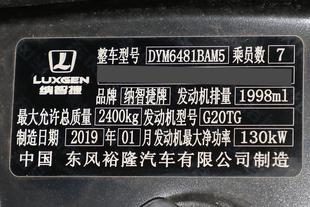 LUXGEN
纳智捷
整车型号 DYM6481BAM5 乘员数 7
品牌 纳智捷牌 发动机排量 1998ml
最大允许总质量 2400kg 发动机型号 G20TG
制造日期 2019 年 01 月 发动机最大净功率 130kW
中国 东风裕隆汽车有限公司制造